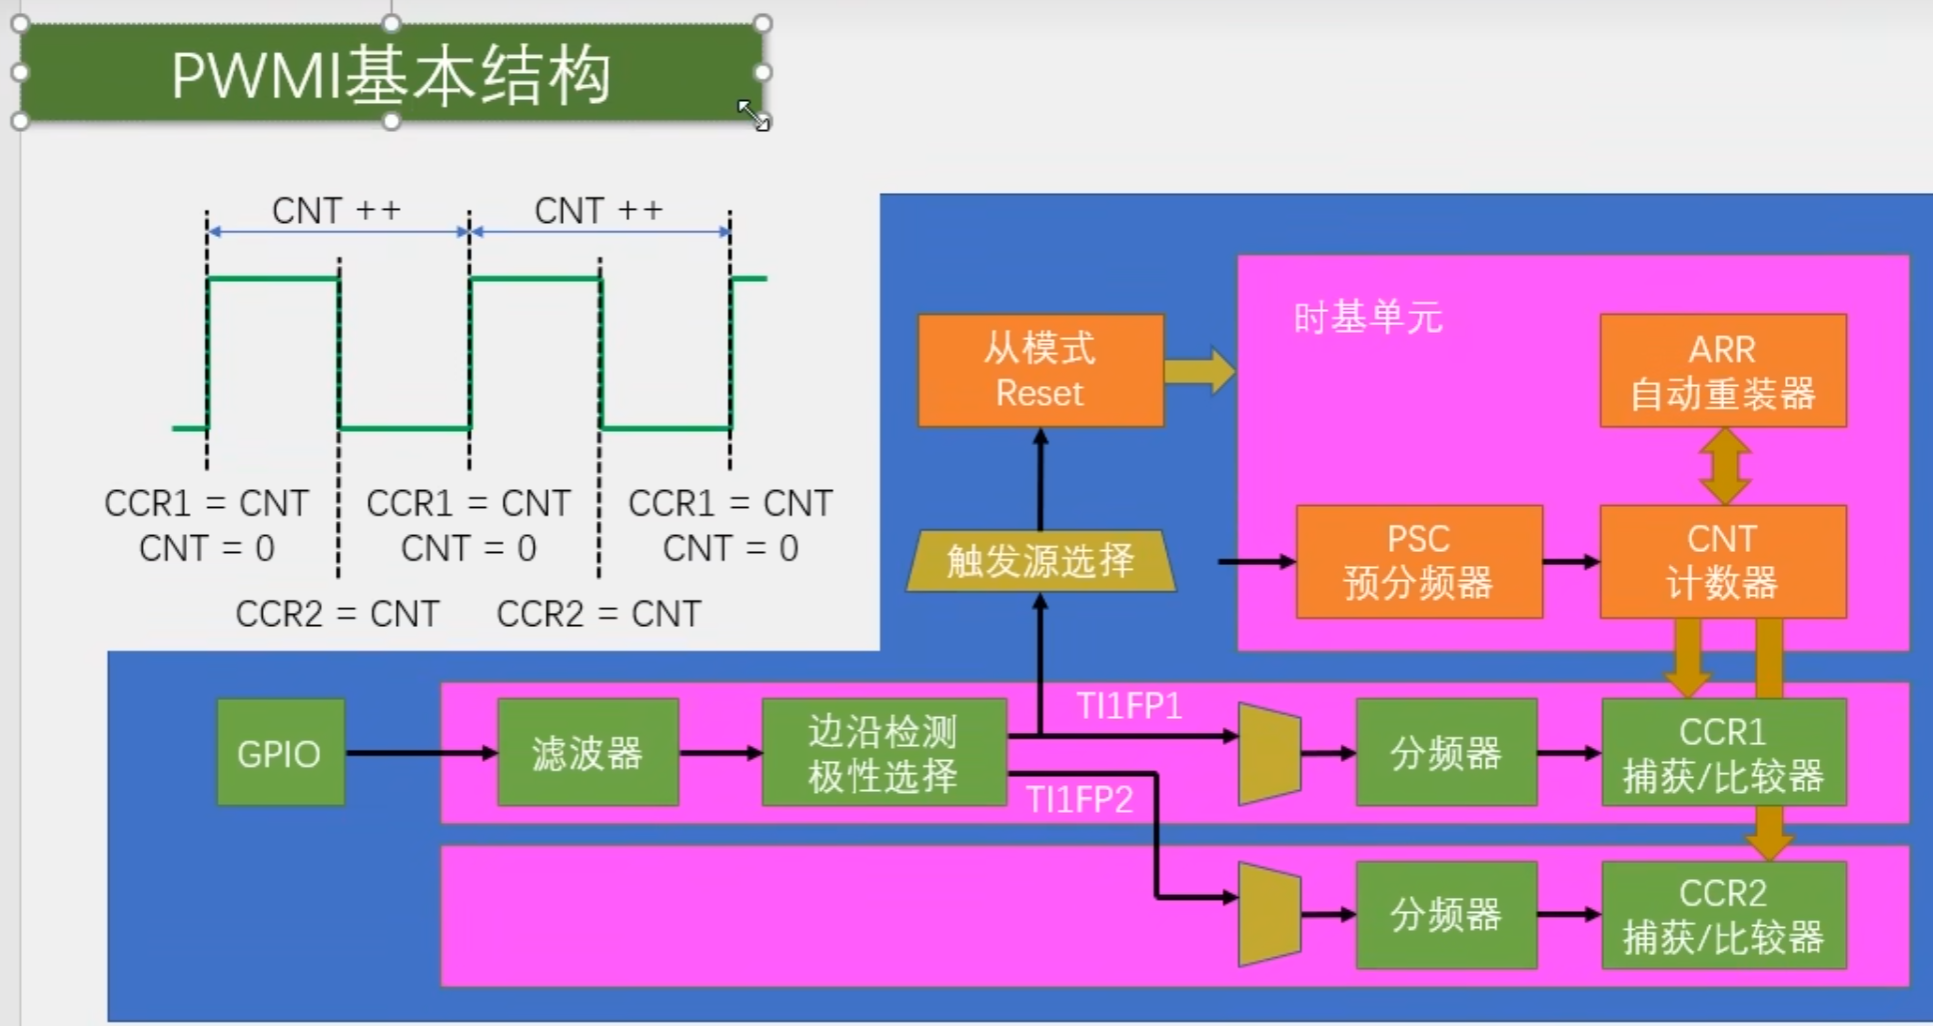 PWMI基本结构
CNT ++
CNT ++
CCR1 = CNT
CNT = 0
CCR1 = CNT
CNT = 0
CCR1 = CNT
CNT = 0
CCR2 = CNT
CCR2 = CNT
从模式
Reset
时基单元
ARR
自动重装器
触发源选择
PSC
预分频器
CNT
计数器
GPIO
滤波器
边沿检测
极性选择
TI1FP1
TI1FP2
分频器
CCR1
捕获/比较器
分频器
CCR2
捕获/比较器